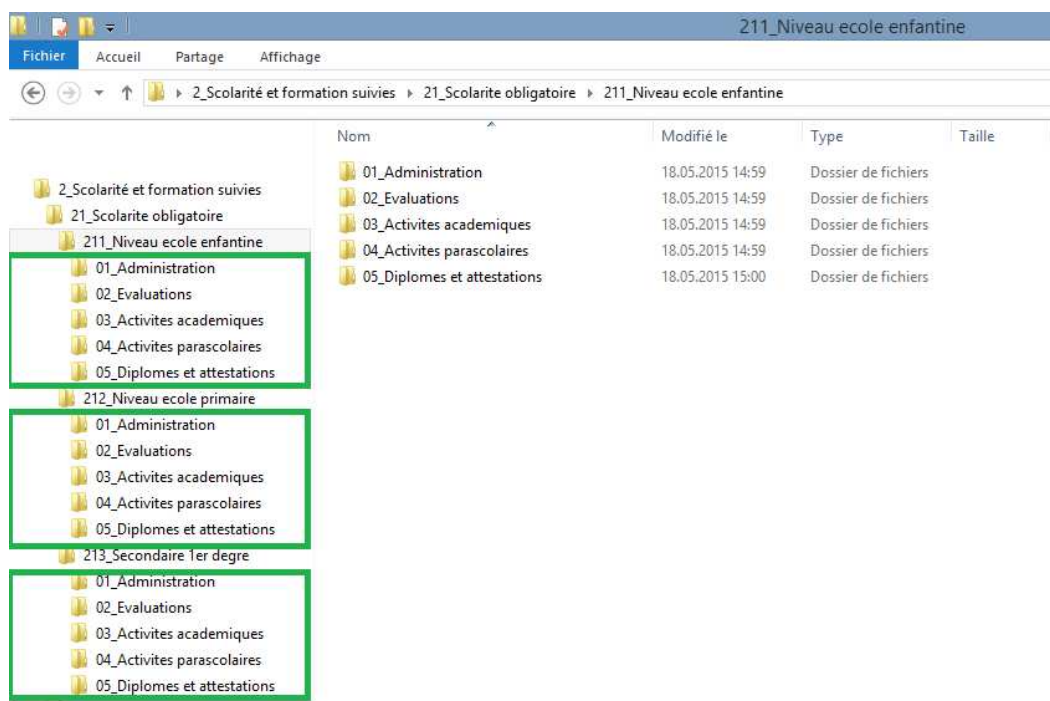 211_Niveau ecole enfantine
Fichier Accueil Partage Affichage
2_Scolarité et formation suivies 21_Scolarite obligatoire 211_Niveau ecole enfantine
Nom Modifié le Type Taille
2_Scolarité et formation suivies
21_Scolarite obligatoire
211_Niveau ecole enfantine
01_Administration
02_Evaluations
03_Activites academiques
04_Activites parascolaires
05_Diplomes et attestations
212_Niveau ecole primaire
01_Administration
02_Evaluations
03_Activites academiques
04_Activites parascolaires
05_Diplomes et attestations
213_Secondaire 1er degre
01_Administration
02_Evaluations
03_Activites academiques
04_Activites parascolaires
05_Diplomes et attestations
01_Administration 18.05.2015 14:59 Dossier de fichiers
02_Evaluations 18.05.2015 14:59 Dossier de fichiers
03_Activites academiques 18.05.2015 14:59 Dossier de fichiers
04_Activites parascolaires 18.05.2015 14:59 Dossier de fichiers
05_Diplomes et attestations 18.05.2015 15:00 Dossier de fichiers